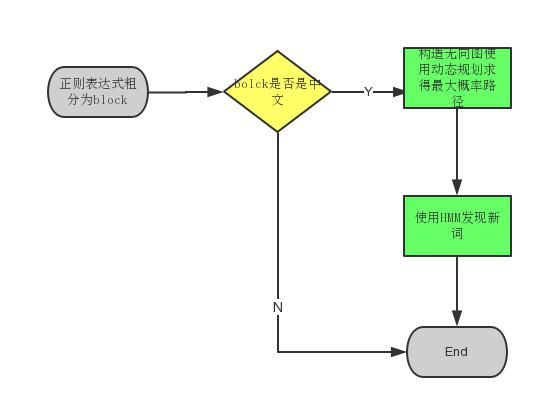 正则表达式粗
分为block
bolck是否是中
文
Y
构造无向图使
用动态规划求
得最大概率路
径
使用HMM发现新
词
N
End